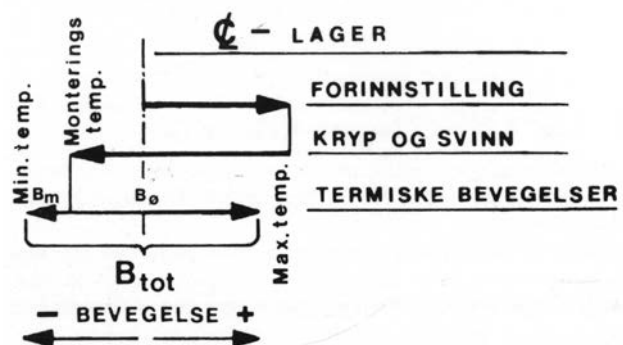 ℄ - LAGER
FORINNSTILLING
KRYP OG SVINN
TERMISKE BEVEGELSER
Min. temp.
Monterings
temp.
Max. temp.
Bm
Bø
Btot
- BEVEGELSE +